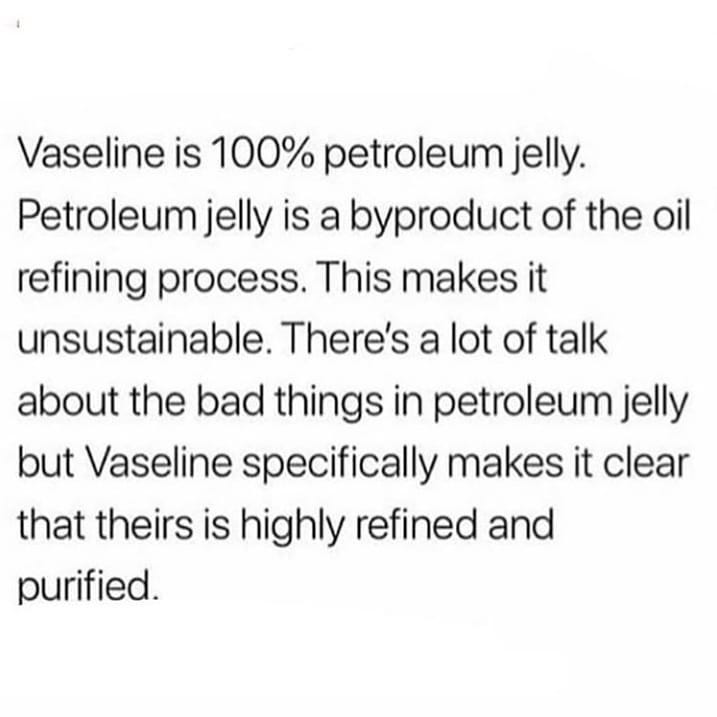 Vaseline is 100% petroleum jelly.
Petroleum jelly is a byproduct of the oil
refining process. This makes it
unsustainable. There's a lot of talk
about the bad things in petroleum jelly
but Vaseline specifically makes it clear
that theirs is highly refined and
purified.